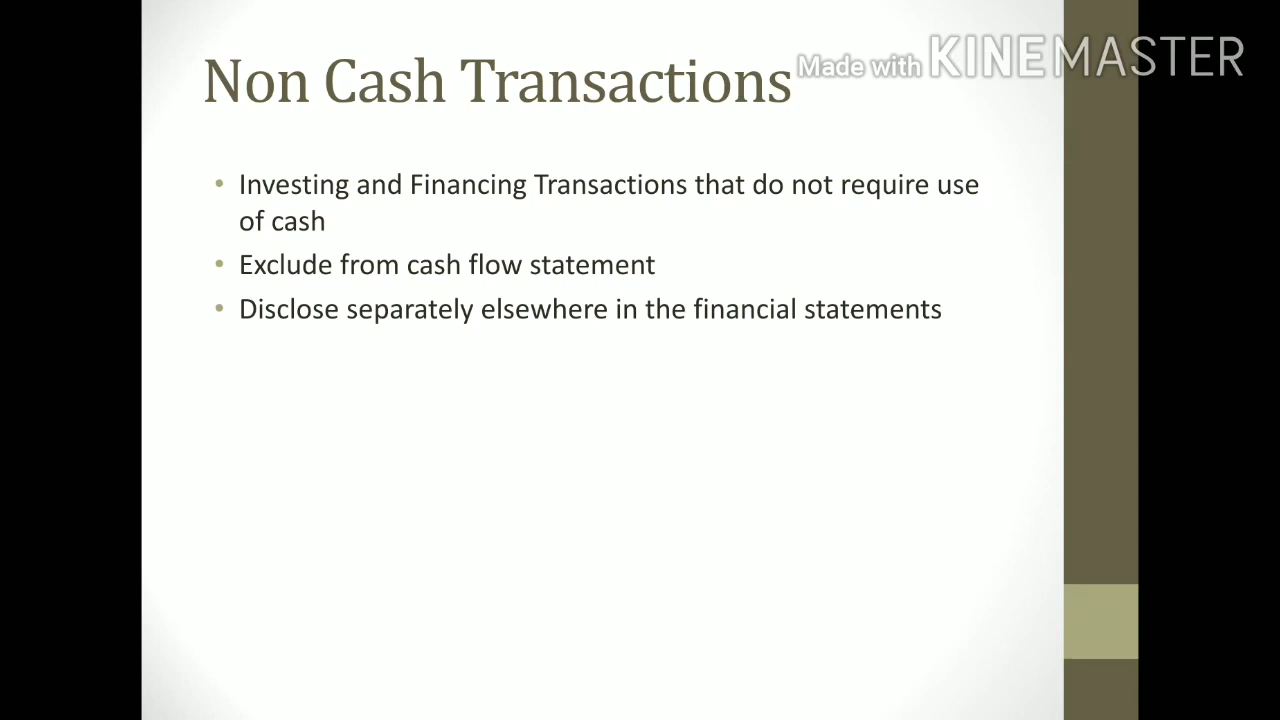 Non Cash Transactions
Made with KINEMASTER
• Investing and Financing Transactions that do not require use
of cash
• Exclude from cash flow statement
• Disclose separately elsewhere in the financial statements